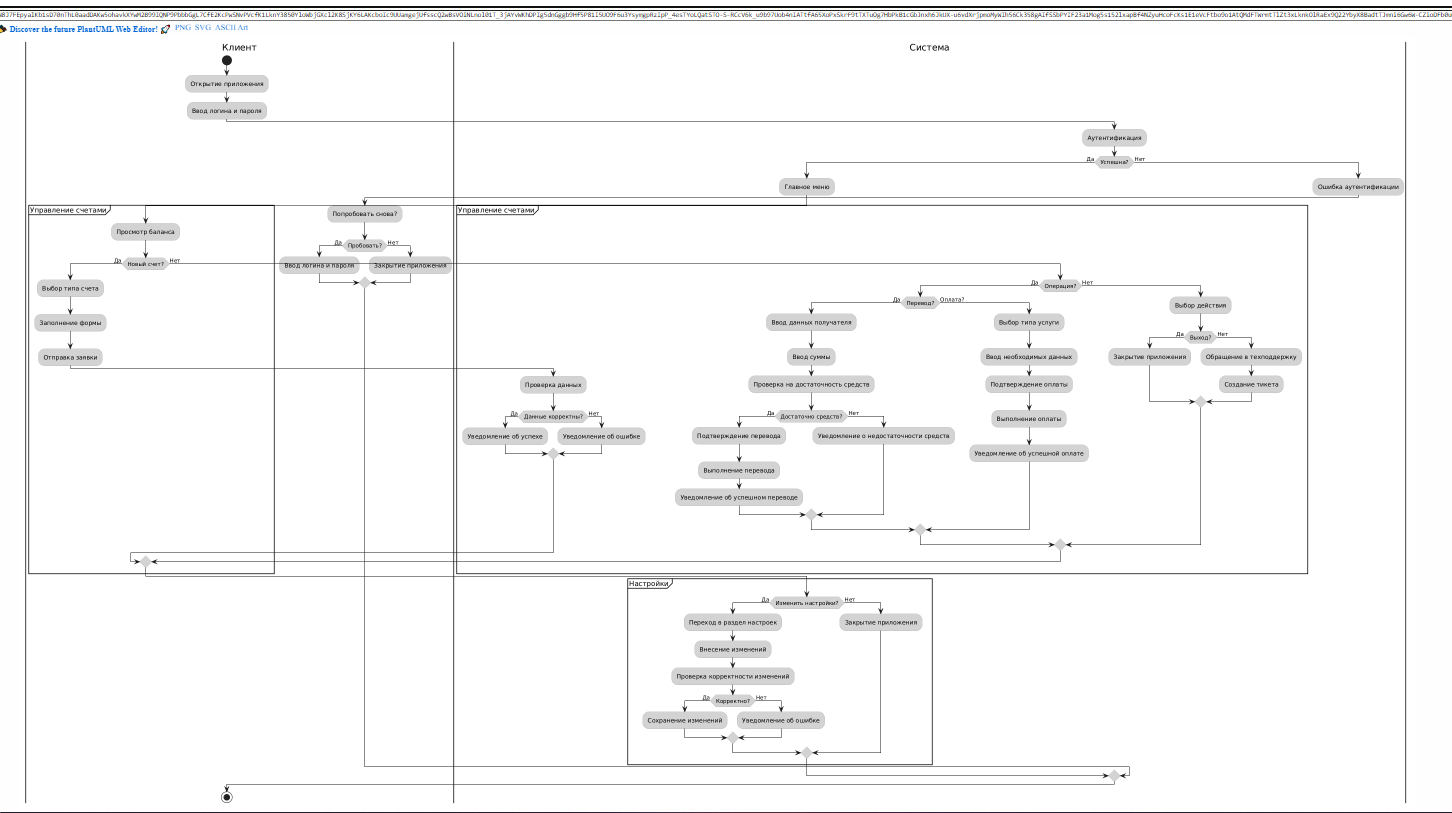 Discover the future PlantUML Web Editor! PNG SVG ASCII Art
Клиент
Система
Открытие приложения
Ввод логина и пароля
Аутентификация
Да
Успешна?
Нет
Главное меню
Ошибка аутентификации
Управление счетами
Попробовать снова?
Управление счетами
Просмотр баланса
Да
Пробовать?
Нет
Да
Новый счет?
Нет
Ввод логина и пароля
Закрытие приложения
Выбор типа счета
Да
Операция?
Нет
Да
Перевод?
Оплата?
Выбор действия
Заполнение формы
Ввод данных получателя
Выбор типа услуги
Да
Выход?
Нет
Отправка заявки
Ввод суммы
Ввод необходимых данных
Закрытие приложения
Обращение в техподдержку
Проверка данных
Проверка на достаточность средств
Подтверждение оплаты
Создание тикета
Да
Данные корректны?
Нет
Да
Достаточно средств?
Нет
Выполнение оплаты
Уведомление об успехе
Уведомление об ошибке
Подтверждение перевода
Уведомление о недостаточности средств
Уведомление об успешной оплате
Выполнение перевода
Уведомление об успешном переводе
Настройки
Да
Изменить настройки?
Нет
Переход в раздел настроек
Закрытие приложения
Внесение изменений
Проверка корректности изменений
Да
Корректно?
Нет
Сохранение изменений
Уведомление об ошибке